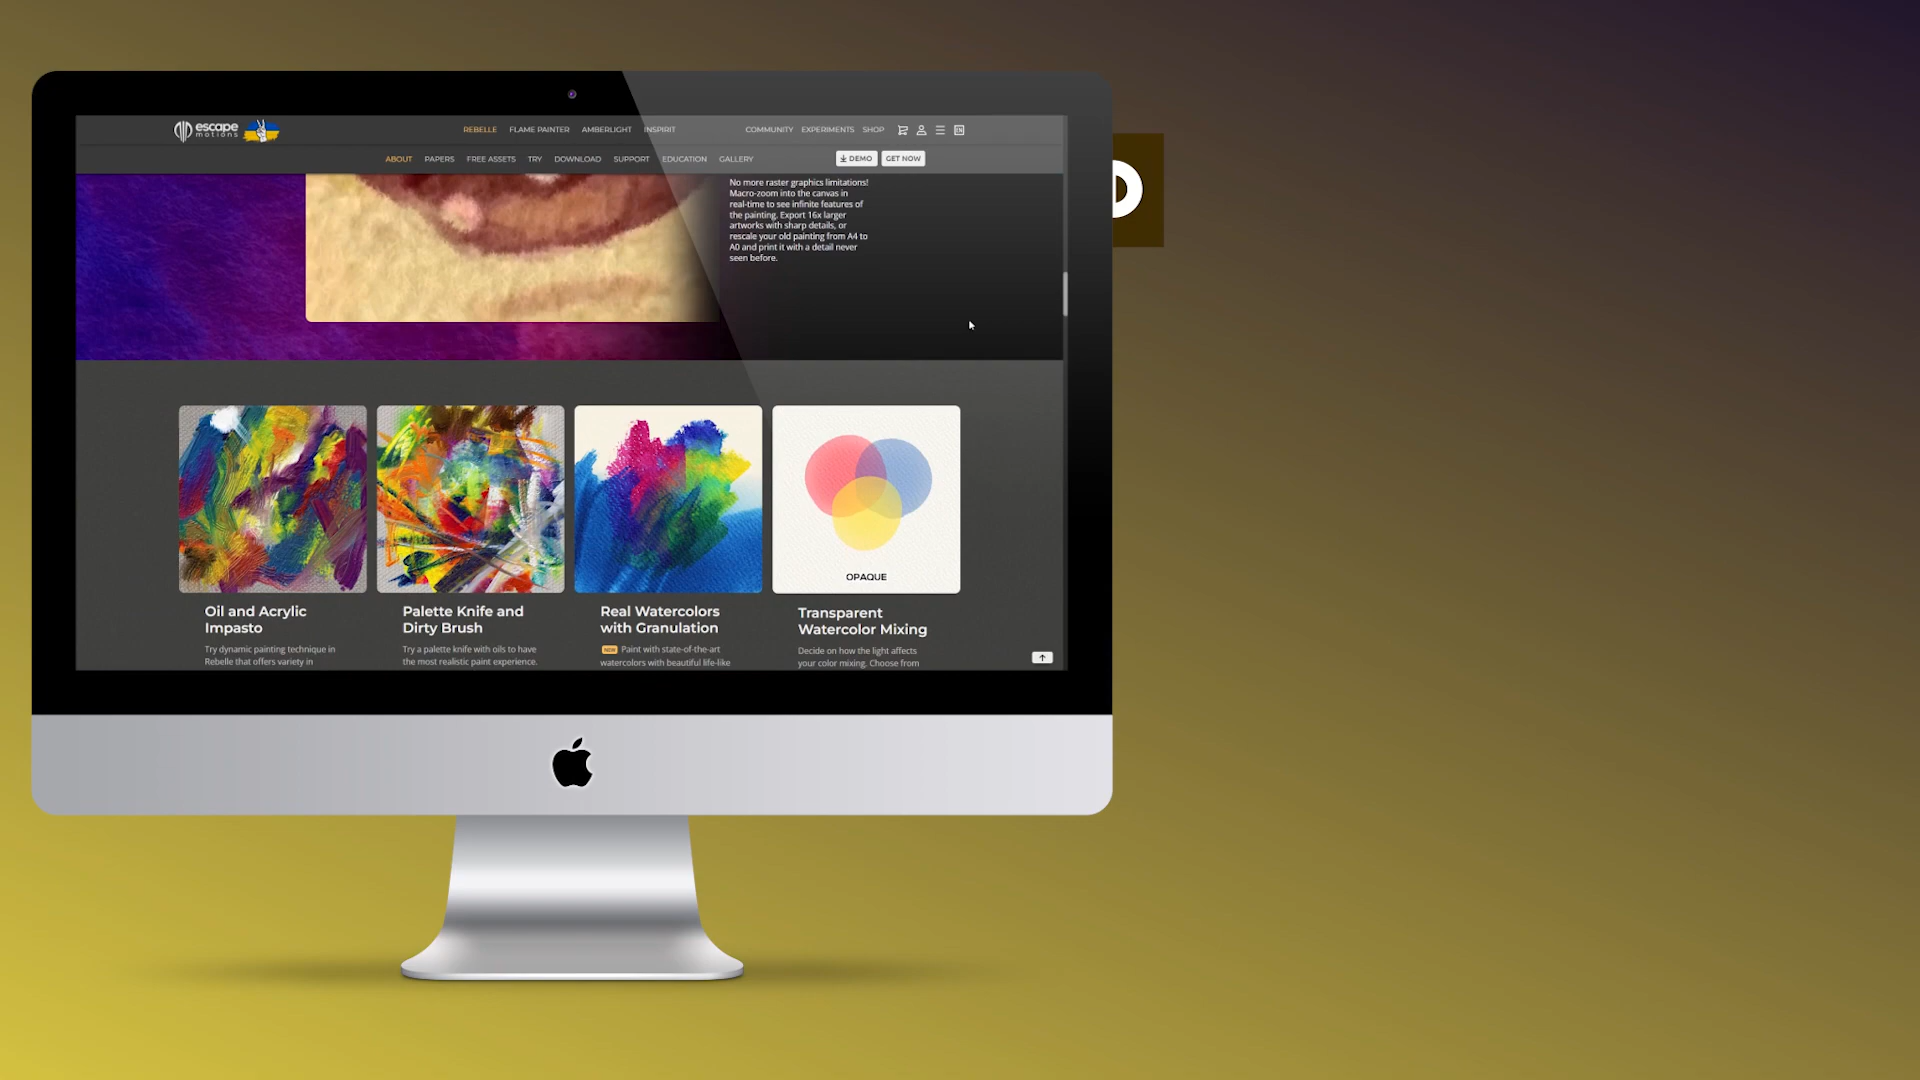 escape
motions
REBELLE FLAME PAINTER AMBERLIGHT INSPIRIT COMMUNITY EXPERIMENTS SHOP EN
ABOUT PAPERS FREE ASSETS TRY DOWNLOAD SUPPORT EDUCATION GALLERY DEMO GET NOW
No more raster graphics limitations!
Macro-zoom into the canvas in
real-time to see infinite features of
the painting. Export 16x larger
artworks with sharp details, or
rescale your old painting from A4 to
A0 and print it with a detail never
seen before.
OPAQUE
Oil and Acrylic
Impasto
Try dynamic painting technique in
Rebelle that offers variety in
Palette Knife and
Dirty Brush
Try a palette knife with oils to have
the most realistic paint experience.
Real Watercolors
with Granulation
NEW Paint with state-of-the-art
watercolors with beautiful life-like
Transparent
Watercolor Mixing
Decide on how the light affects
your color mixing. Choose from